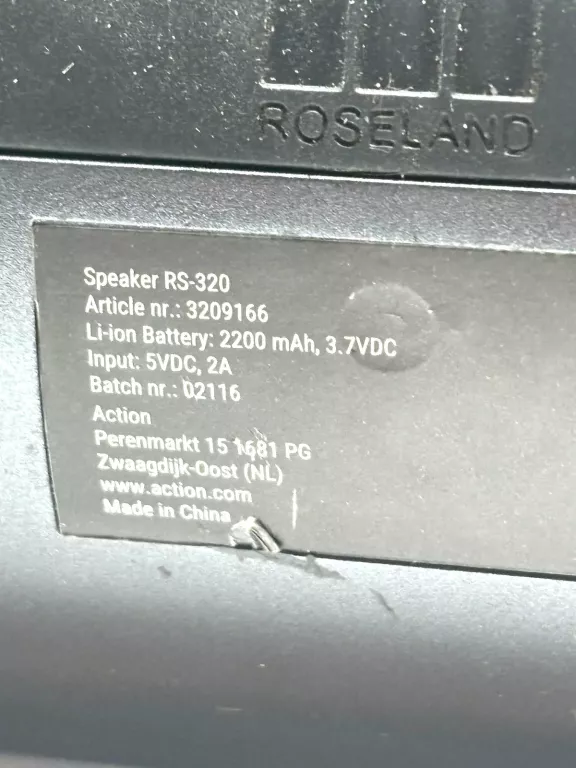 ROSELAND
Speaker RS-320
Article nr.: 3209166
Li-ion Battery: 2200 mAh, 3.7VDC
Input: 5VDC, 2A
Batch nr.: 02116
Action
Perenmarkt 15 1681 PG
Zwaagdijk-Oost (NL)
www.action.com
Made in China